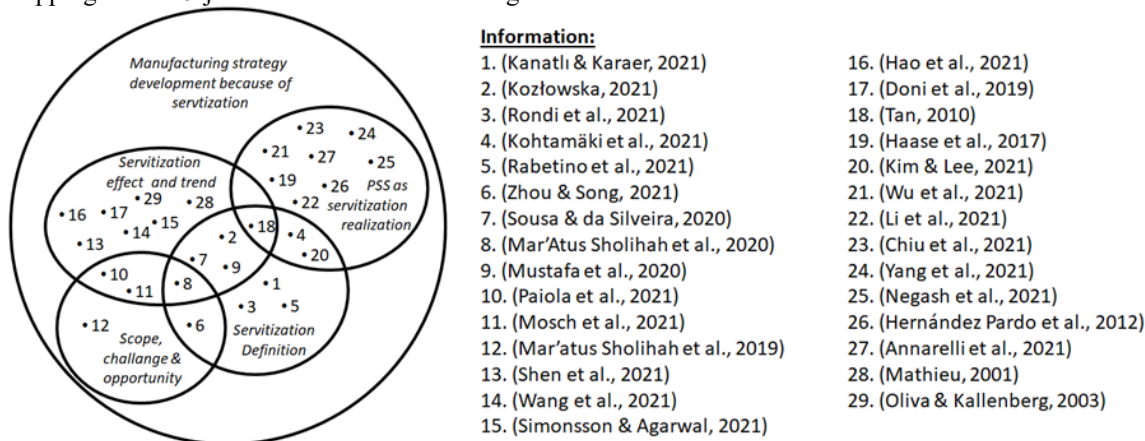 Manufacturing strategy
development because of
servtization
Servitization
effect and trend
PSS as
servitization
realization
Servitization
Definition
Scope,
challange &
opportunity
• 23
• 24
• 21
• 27
• 25
• 19
• 26
• 22
• 29
• 28
• 16
• 17
• 15
• 14
• 13
• 18
• 2
• 4
• 20
• 7
• 9
• 10
• 11
• 8
• 1
• 3
• 5
• 12
• 6
Information:
1. (Kanatlı & Karaer, 2021)
2. (Kozłowska, 2021)
3. (Rondi et al., 2021)
4. (Kohtamäki et al., 2021)
5. (Rabetino et al., 2021)
6. (Zhou & Song, 2021)
7. (Sousa & da Silveira, 2020)
8. (Mar'Atus Sholihah et al., 2020)
9. (Mustafa et al., 2020)
10. (Paiola et al., 2021)
11. (Mosch et al., 2021)
12. (Mar'atus Sholihah et al., 2019)
13. (Shen et al., 2021)
14. (Wang et al., 2021)
15. (Simonsson & Agarwal, 2021)
16. (Hao et al., 2021)
17. (Doni et al., 2019)
18. (Tan, 2010)
19. (Haase et al., 2017)
20. (Kim & Lee, 2021)
21. (Wu et al., 2021)
22. (Li et al., 2021)
23. (Chiu et al., 2021)
24. (Yang et al., 2021)
25. (Negash et al., 2021)
26. (Hernández Pardo et al., 2012)
27. (Annarelli et al., 2021)
28. (Mathieu, 2001)
29. (Oliva & Kallenberg, 2003)